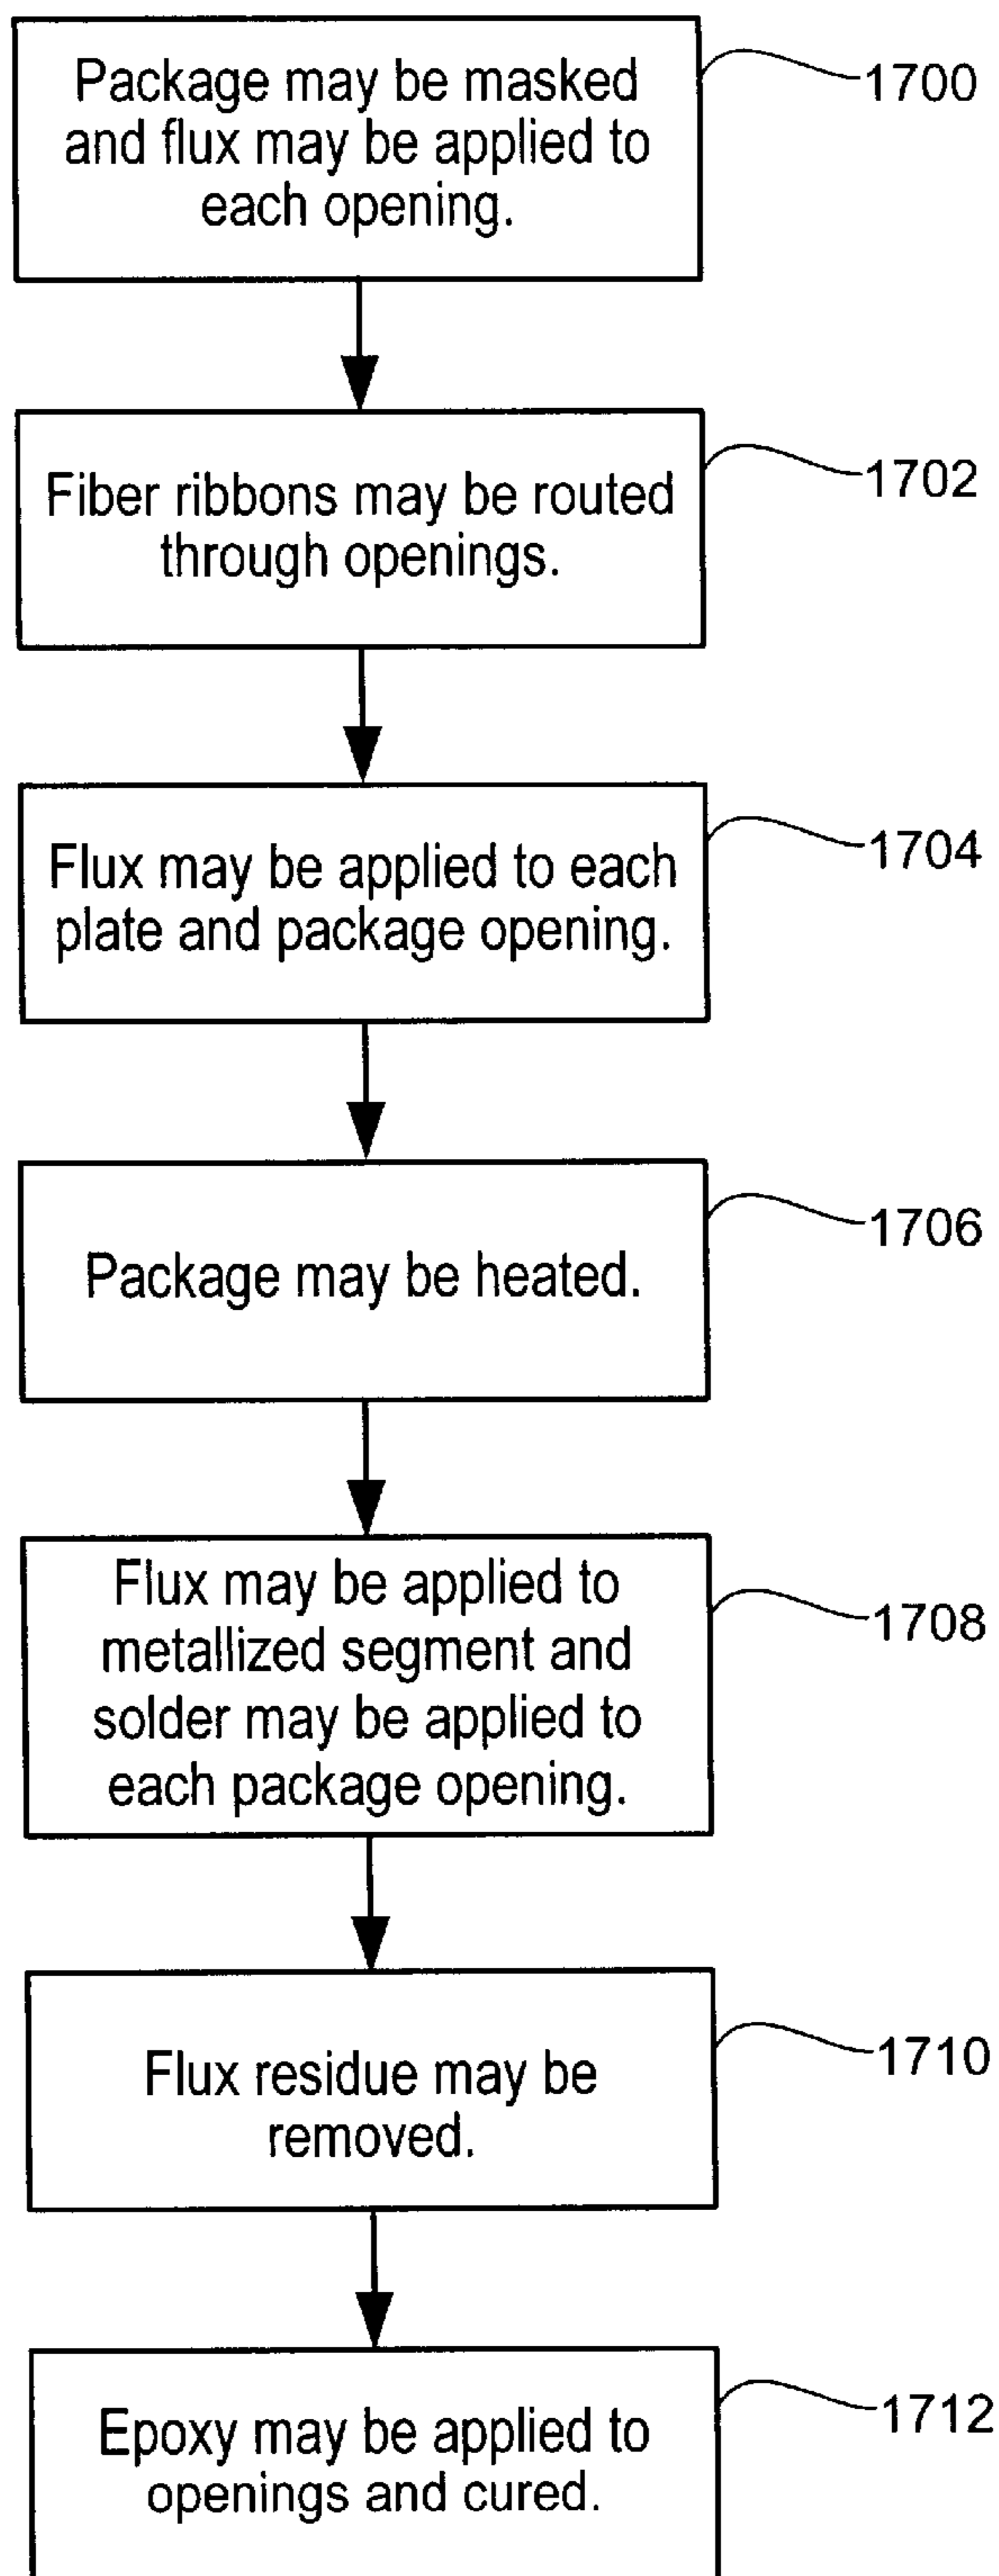 Package may be masked
and flux may be applied to
each opening.
1700
Fiber ribbons may be routed
through openings.
1702
Flux may be applied to each
plate and package opening.
1704
Package may be heated.
1706
Flux may be applied to
metallized segment and
solder may be applied to
each package opening.
1708
Flux residue may be
removed.
1710
Epoxy may be applied to
openings and cured.
1712